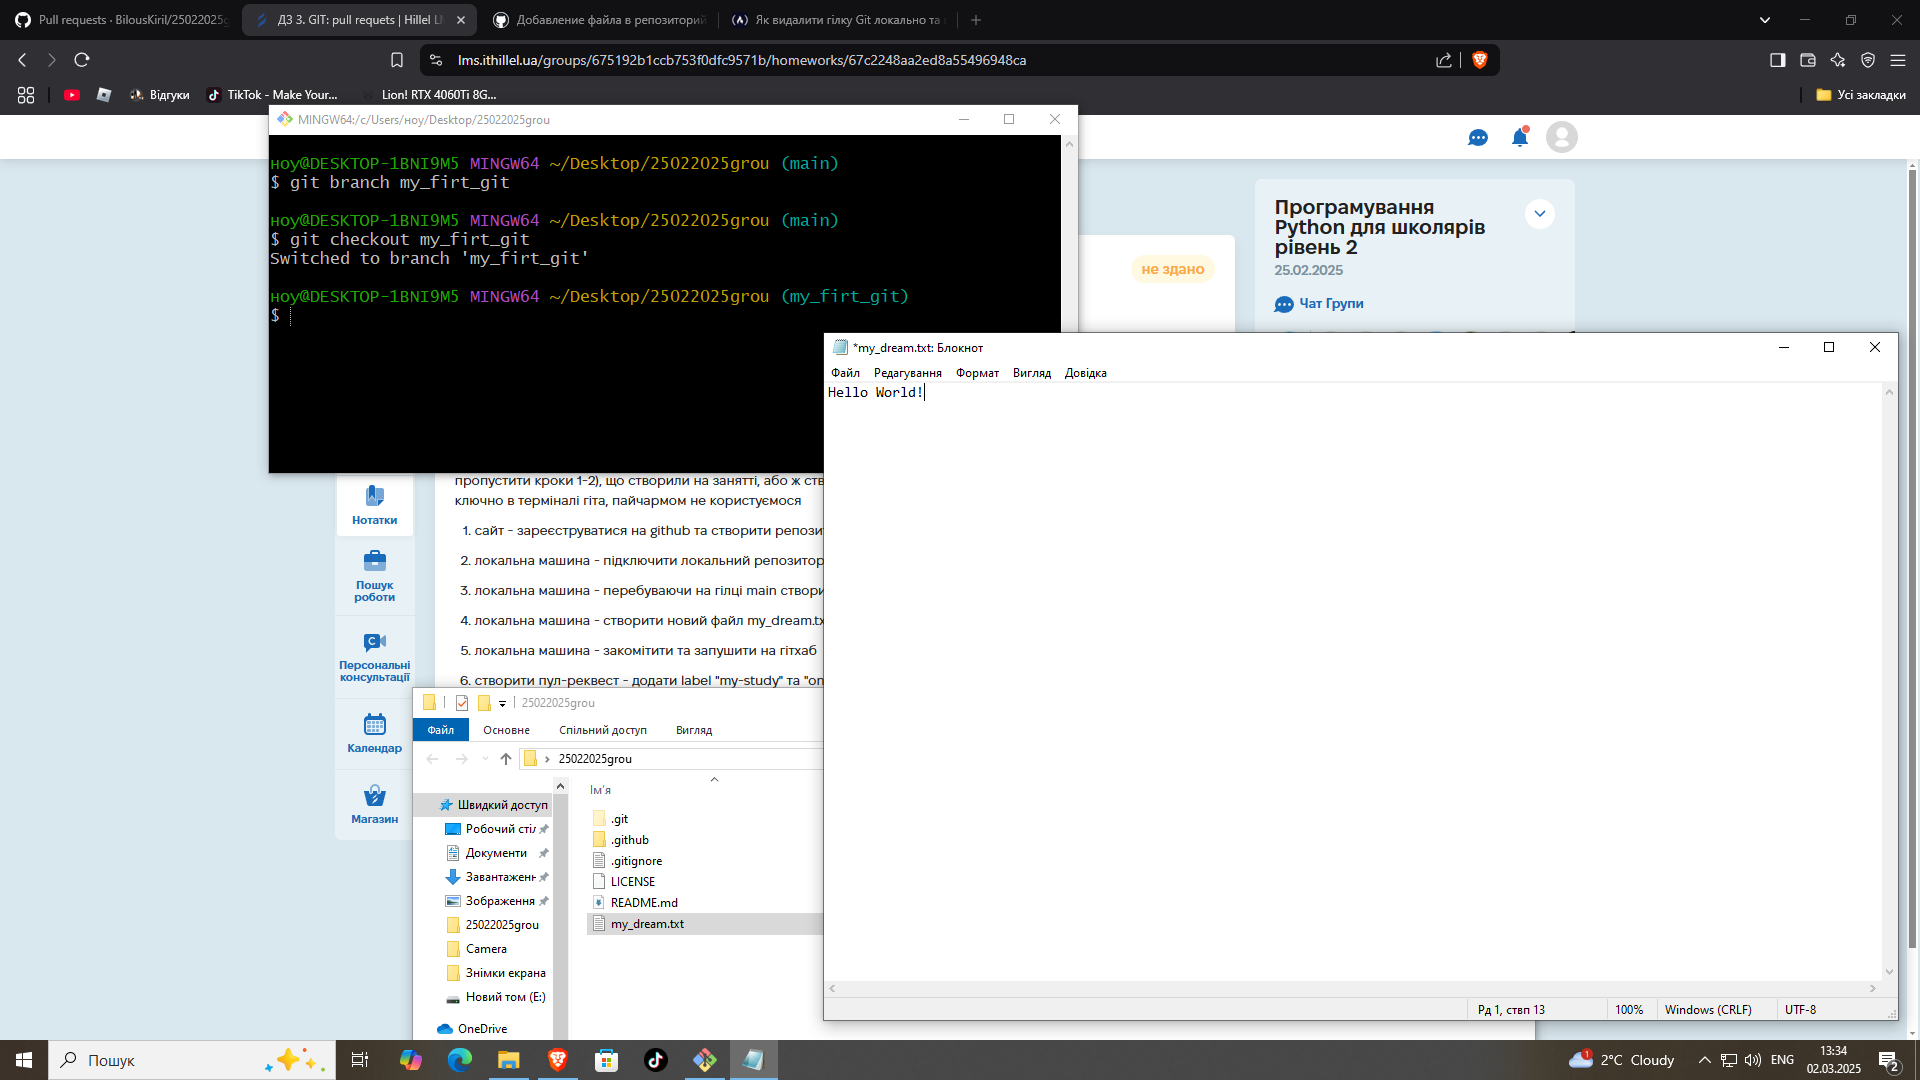 Pull requests · BilousKiril/25022025g
ДЗ 3. GIT: pull requets | Hillel LM
Добавление файла в репозиторий
Як видалити гілку Git локально та
lms.ithillel.ua/groups/675192b1ccb753f0dfc9571b/homeworks/67c2248aa2ed8a55496948ca
Відгуки
TikTok - Make Your...
Lion! RTX 4060Ti 8G...
Усі закладки
MINGW64:/c/Users/ноу/Desktop/25022025grou
ноу@DESKTOP-1BNI9M5 MINGW64 ~/Desktop/25022025grou (main)
$ git branch my_firt_git
ноу@DESKTOP-1BNI9M5 MINGW64 ~/Desktop/25022025grou (main)
$ git checkout my_firt_git
Switched to branch 'my_firt_git'
ноу@DESKTOP-1BNI9M5 MINGW64 ~/Desktop/25022025grou (my_firt_git)
$
не здано
Програмування
Python для школярів
рівень 2
25.02.2025
Чат Групи
*my_dream.txt: Блокнот
Файл Редагування Формат Вигляд Довідка
Hello World!
Рд 1, ствп 13 100% Windows (CRLF) UTF-8
Нотатки
Пошук
роботи
Персональні
консультації
Календар
Магазин
пропустити кроки 1-2), що створили на занятті, або ж ств
ключно в терміналі гіта, пайчармом не користуємося
1. сайт - зареєструватися на github та створити репози
2. локальна машина - підключити локальний репозитор
3. локальна машина - перебуваючи на гілці main створи
4. локальна машина - створити новий файл my_dream.tx
5. локальна машина - закомітити та запушити на гітхаб
6. створити пул-реквест - додати label "my-study" та "on
25022025grou
Файл Основне Спільний доступ Вигляд
25022025grou
Швидкий доступ
Робочий стіл
Документи
Завантажен
Зображення
25022025grou
Camera
Знімки екрана
Новий том (E:)
OneDrive
Ім'я
.git
.github
.gitignore
LICENSE
README.md
my_dream.txt
Пошук
1
2°C Cloudy
ENG
13:34
02.03.2025
2